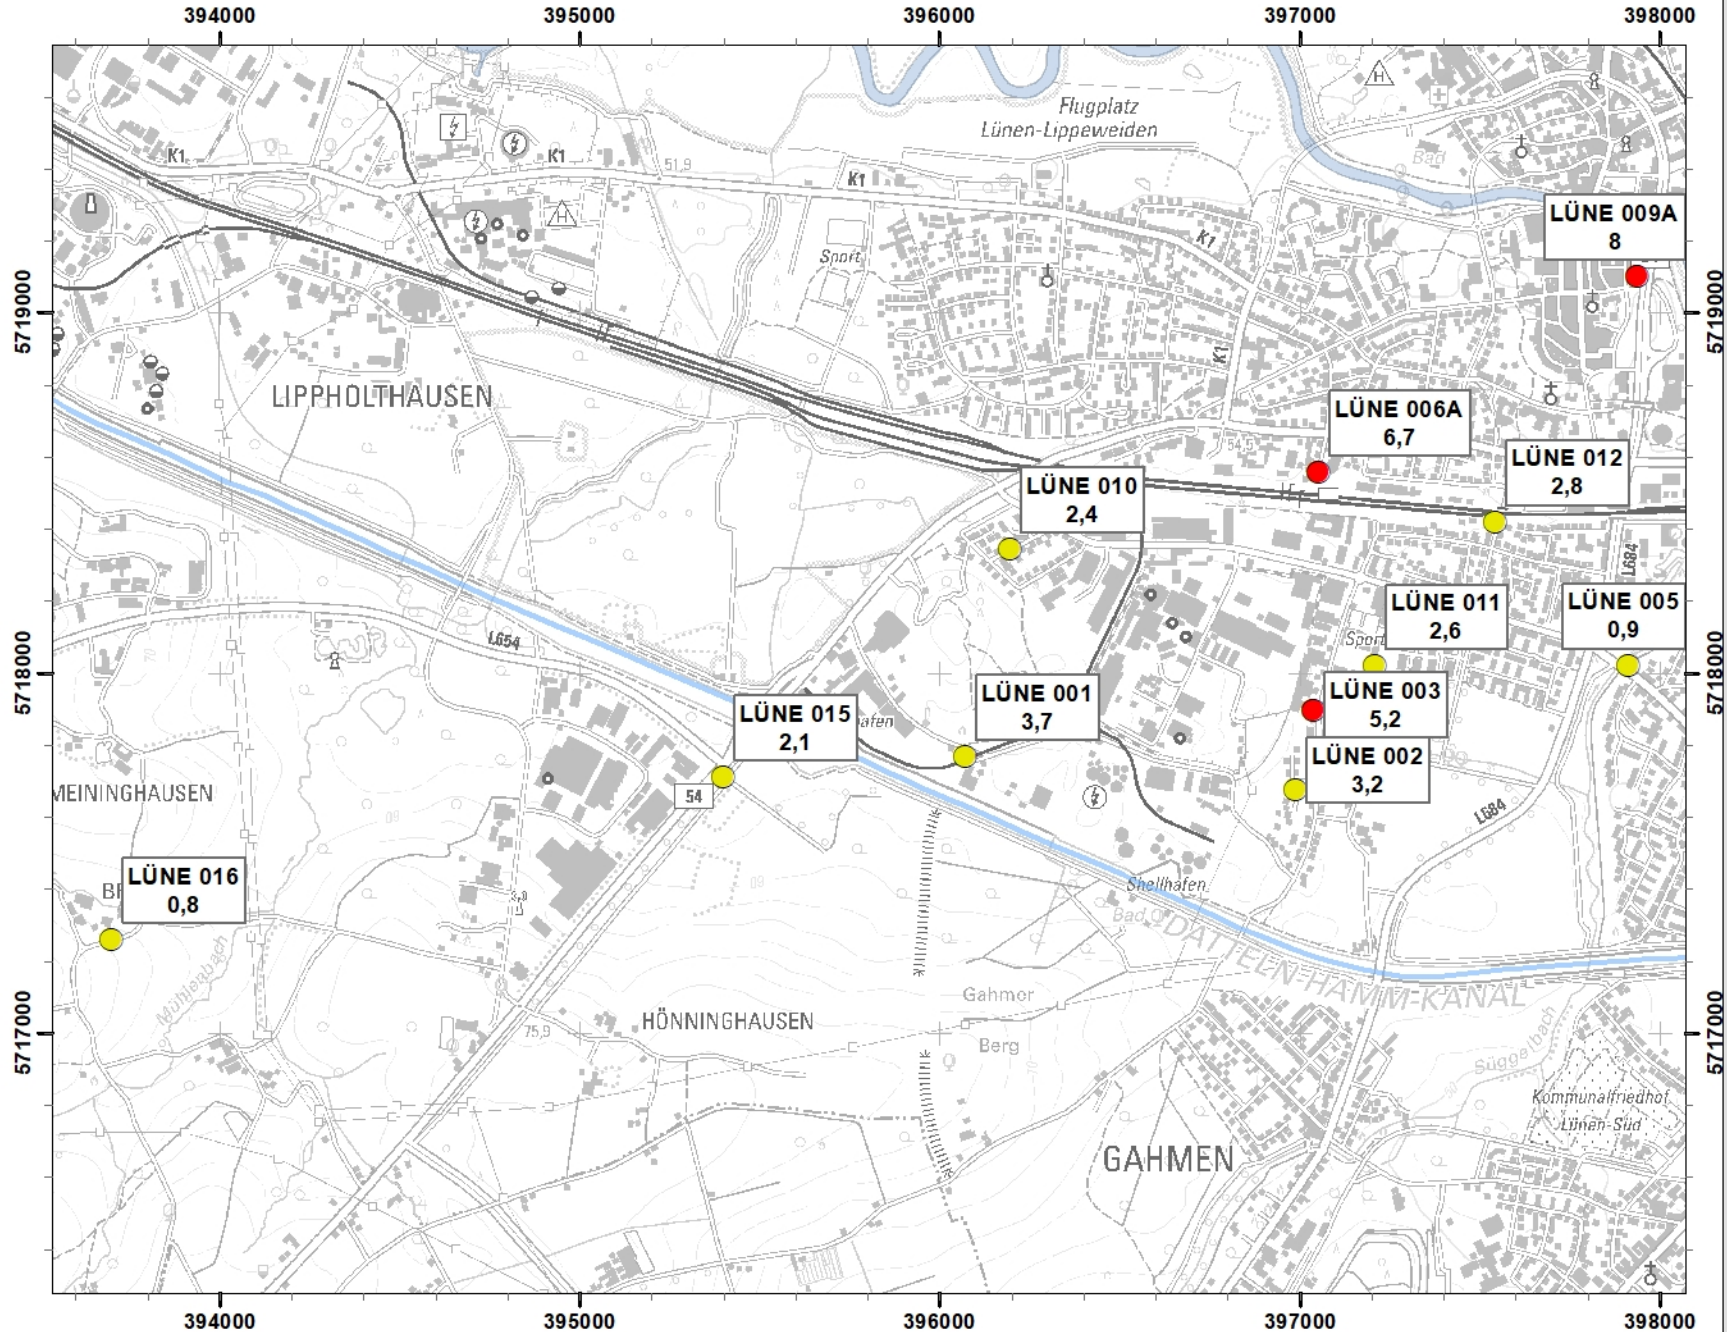 394000 395000 396000 397000 398000
Flugplatz
Lünen-Lippeweiden
K1
K1
51,9
K1
Bad
LÜNE 009A
8
K1
Sport
5719000
5719000
K1
LIPPHOLTHAUSEN
LÜNE 006A
6,7
54,5
LÜNE 012
2,8
LÜNE 010
2,4
L684
LÜNE 011
2,6
LÜNE 005
0,9
L654
Sport
5718000
5718000
LÜNE 003
5,2
LÜNE 001
3,7
LÜNE 015
2,1
afen
LÜNE 002
3,2
54
MEININGHAUSEN
L684
LÜNE 016
0,8
BE
Shellhafen
Bad
DATTELN-HAMM-KANAL
Mühlenbach
Gahmer
Berg
HÖNNINGHAUSEN
75,9
5717000
5717000
Süggelbach
Kommunalfriedhof
Lünen-Süd
GAHMEN
394000 395000 396000 397000 398000